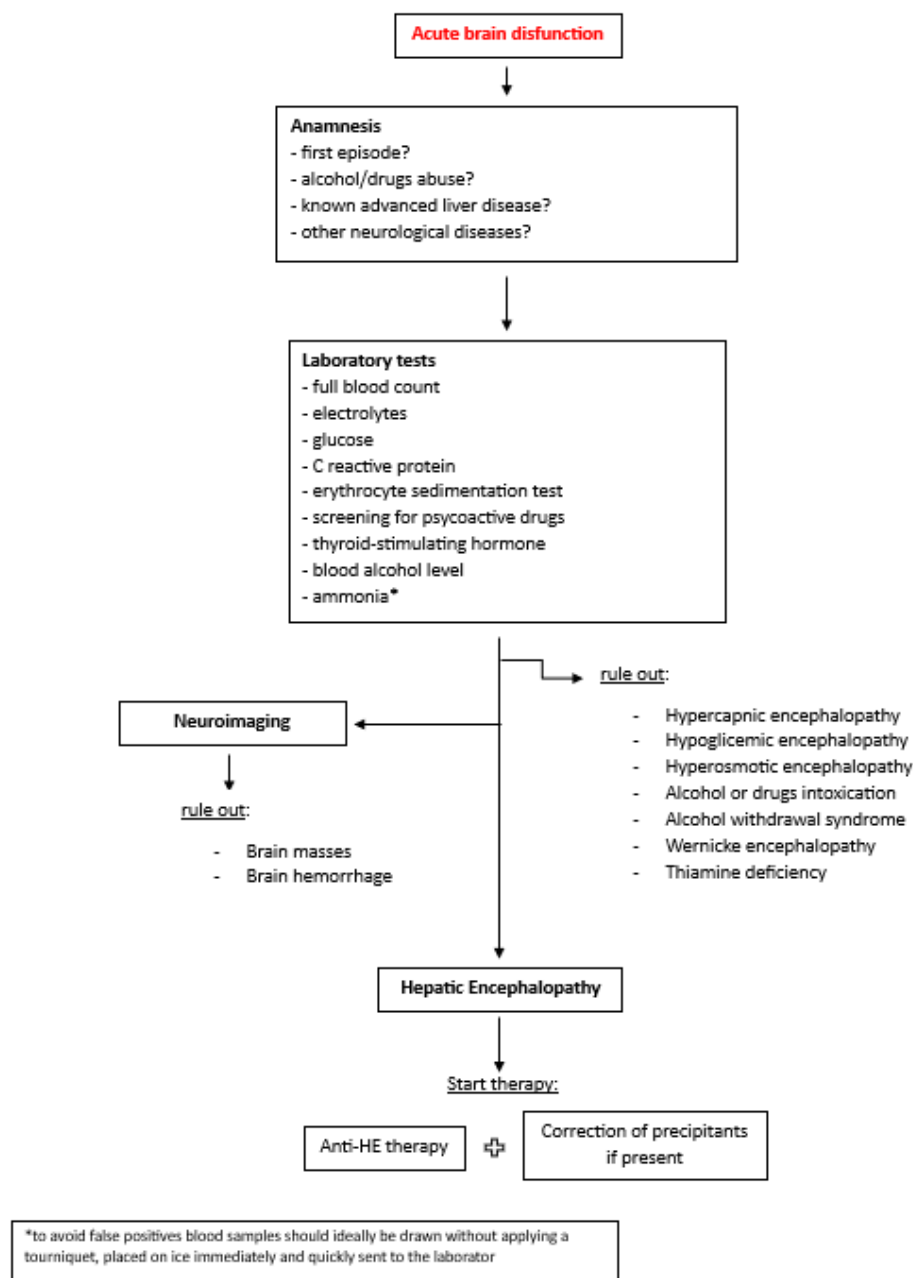 Acute brain disfunction
Anamnesis
- first episode?
- alcohol/drugs abuse?
- known advanced liver disease?
- other neurological diseases?
Laboratory tests
- full blood count
- electrolytes
- glucose
- C reactive protein
- erythrocyte sedimentation test
- screening for psycoactive drugs
- thyroid-stimulating hormone
- blood alcohol level
- ammonia*
rule out:
- Hypercapnic encephalopathy
- Hypoglicemic encephalopathy
- Hyperosmotic encephalopathy
- Alcohol or drugs intoxication
- Alcohol withdrawal syndrome
- Wernicke encephalopathy
- Thiamine deficiency
Neuroimaging
rule out:
- Brain masses
- Brain hemorrhage
Hepatic Encephalopathy
Start therapy:
Anti-HE therapy
Correction of precipitants
if present
*to avoid false positives blood samples should ideally be drawn without applying a
tourniquet, placed on ice immediately and quickly sent to the laborator